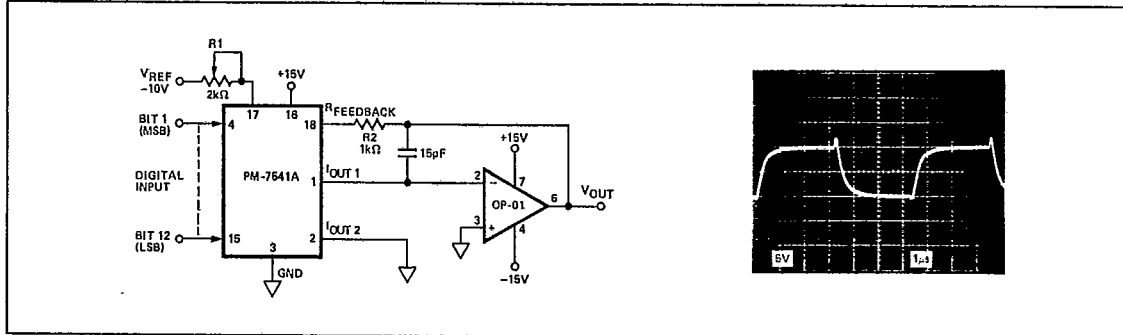 R1
VREF
-10V
2kΩ
+15V
17
16
BIT 1
(MSB)
4
DIGITAL
INPUT
PM-7541A
BIT 12
(LSB)
15
3
GND
18
RFEEDBACK
R2
1kΩ
15pF
1
IOUT 1
2
IOUT 2
+15V
2
-
7
OP-01
6
VOUT
3
+
4
-15V
5V
1μs